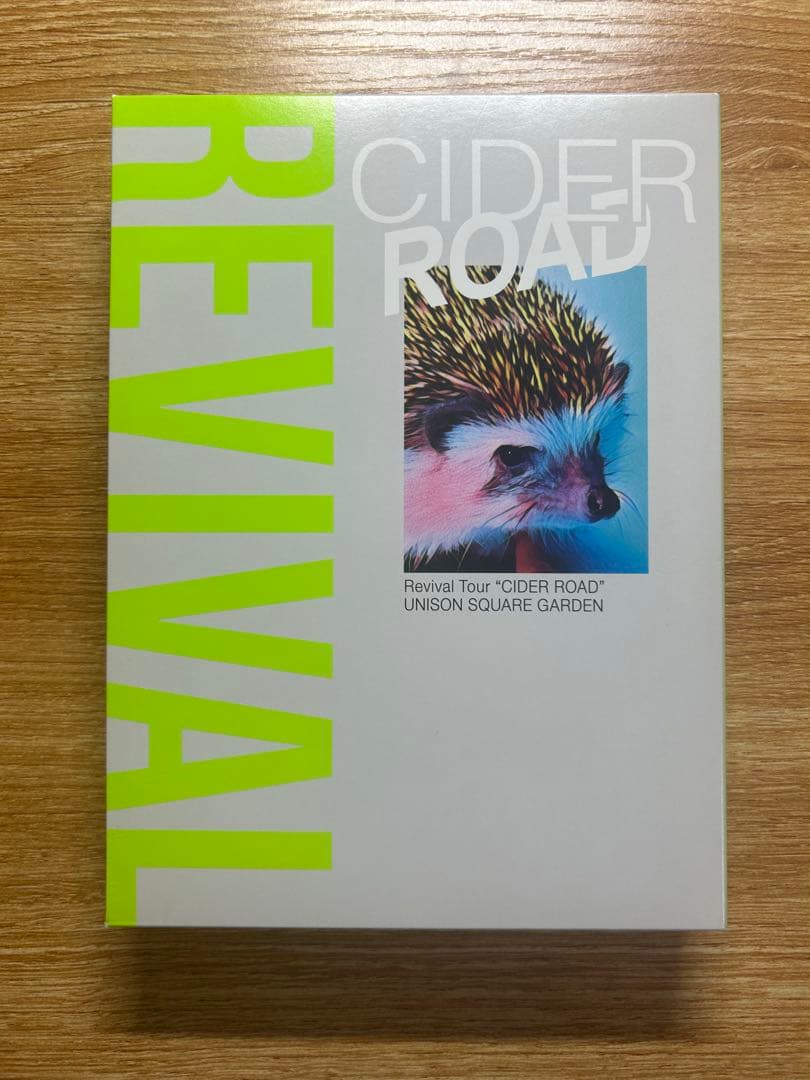 REVIVAL
CIDER
ROAD
Revival Tour “CIDER ROAD”
UNISON SQUARE GARDEN